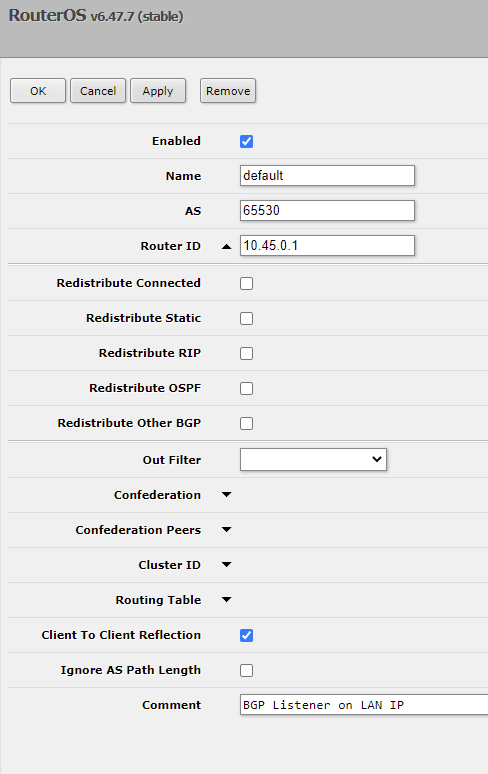 RouterOS v6.47.7 (stable)
OK Cancel Apply Remove
Enabled
Name default
AS 65530
Router ID 10.45.0.1
Redistribute Connected
Redistribute Static
Redistribute RIP
Redistribute OSPF
Redistribute Other BGP
Out Filter
Confederation
Confederation Peers
Cluster ID
Routing Table
Client To Client Reflection
Ignore AS Path Length
Comment BGP Listener on LAN IP